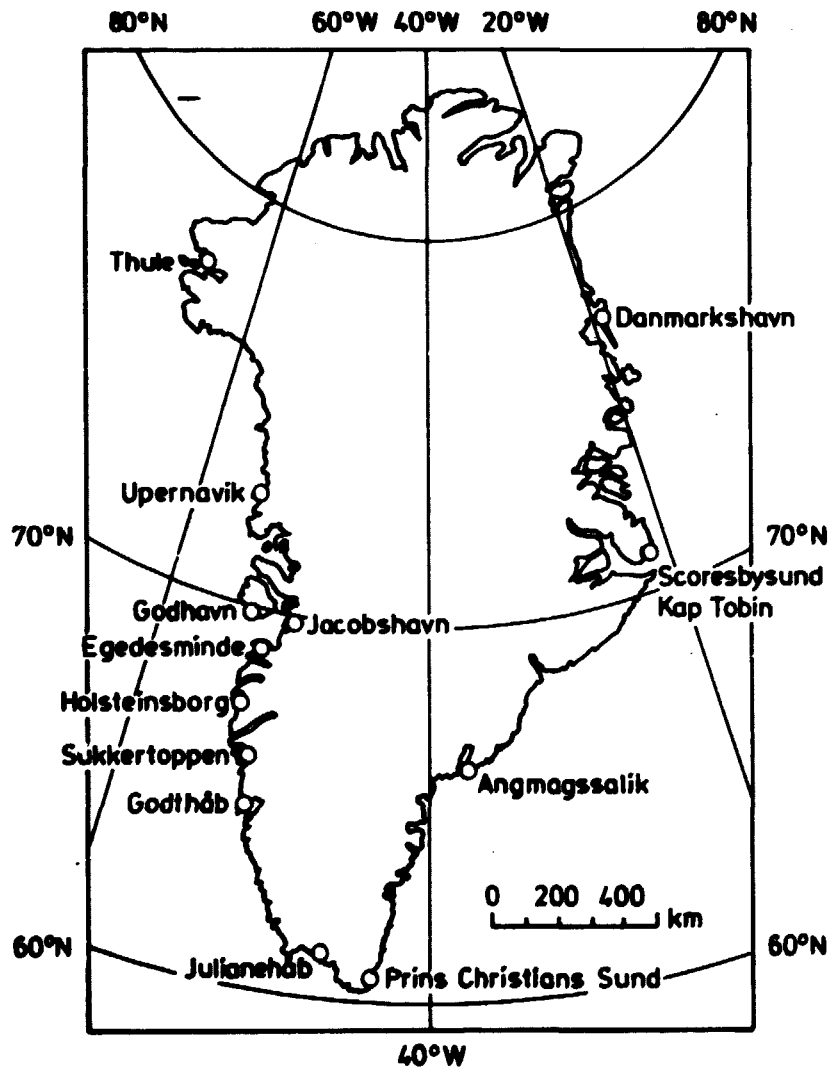 80°N 60°W 40°W 20°W 80°N
Thule
Danmarkshavn
Upernavik
70°N 70°N
Scoresbysund
Kap Tobin
Godhavn
Jacobshavn
Egedesminde
Holsteinsborg
Sukkertoppen
Angmagssalik
Godthåb
0 200 400
km
60°N 60°N
Julianehåb
Prins Christians Sund
40°W